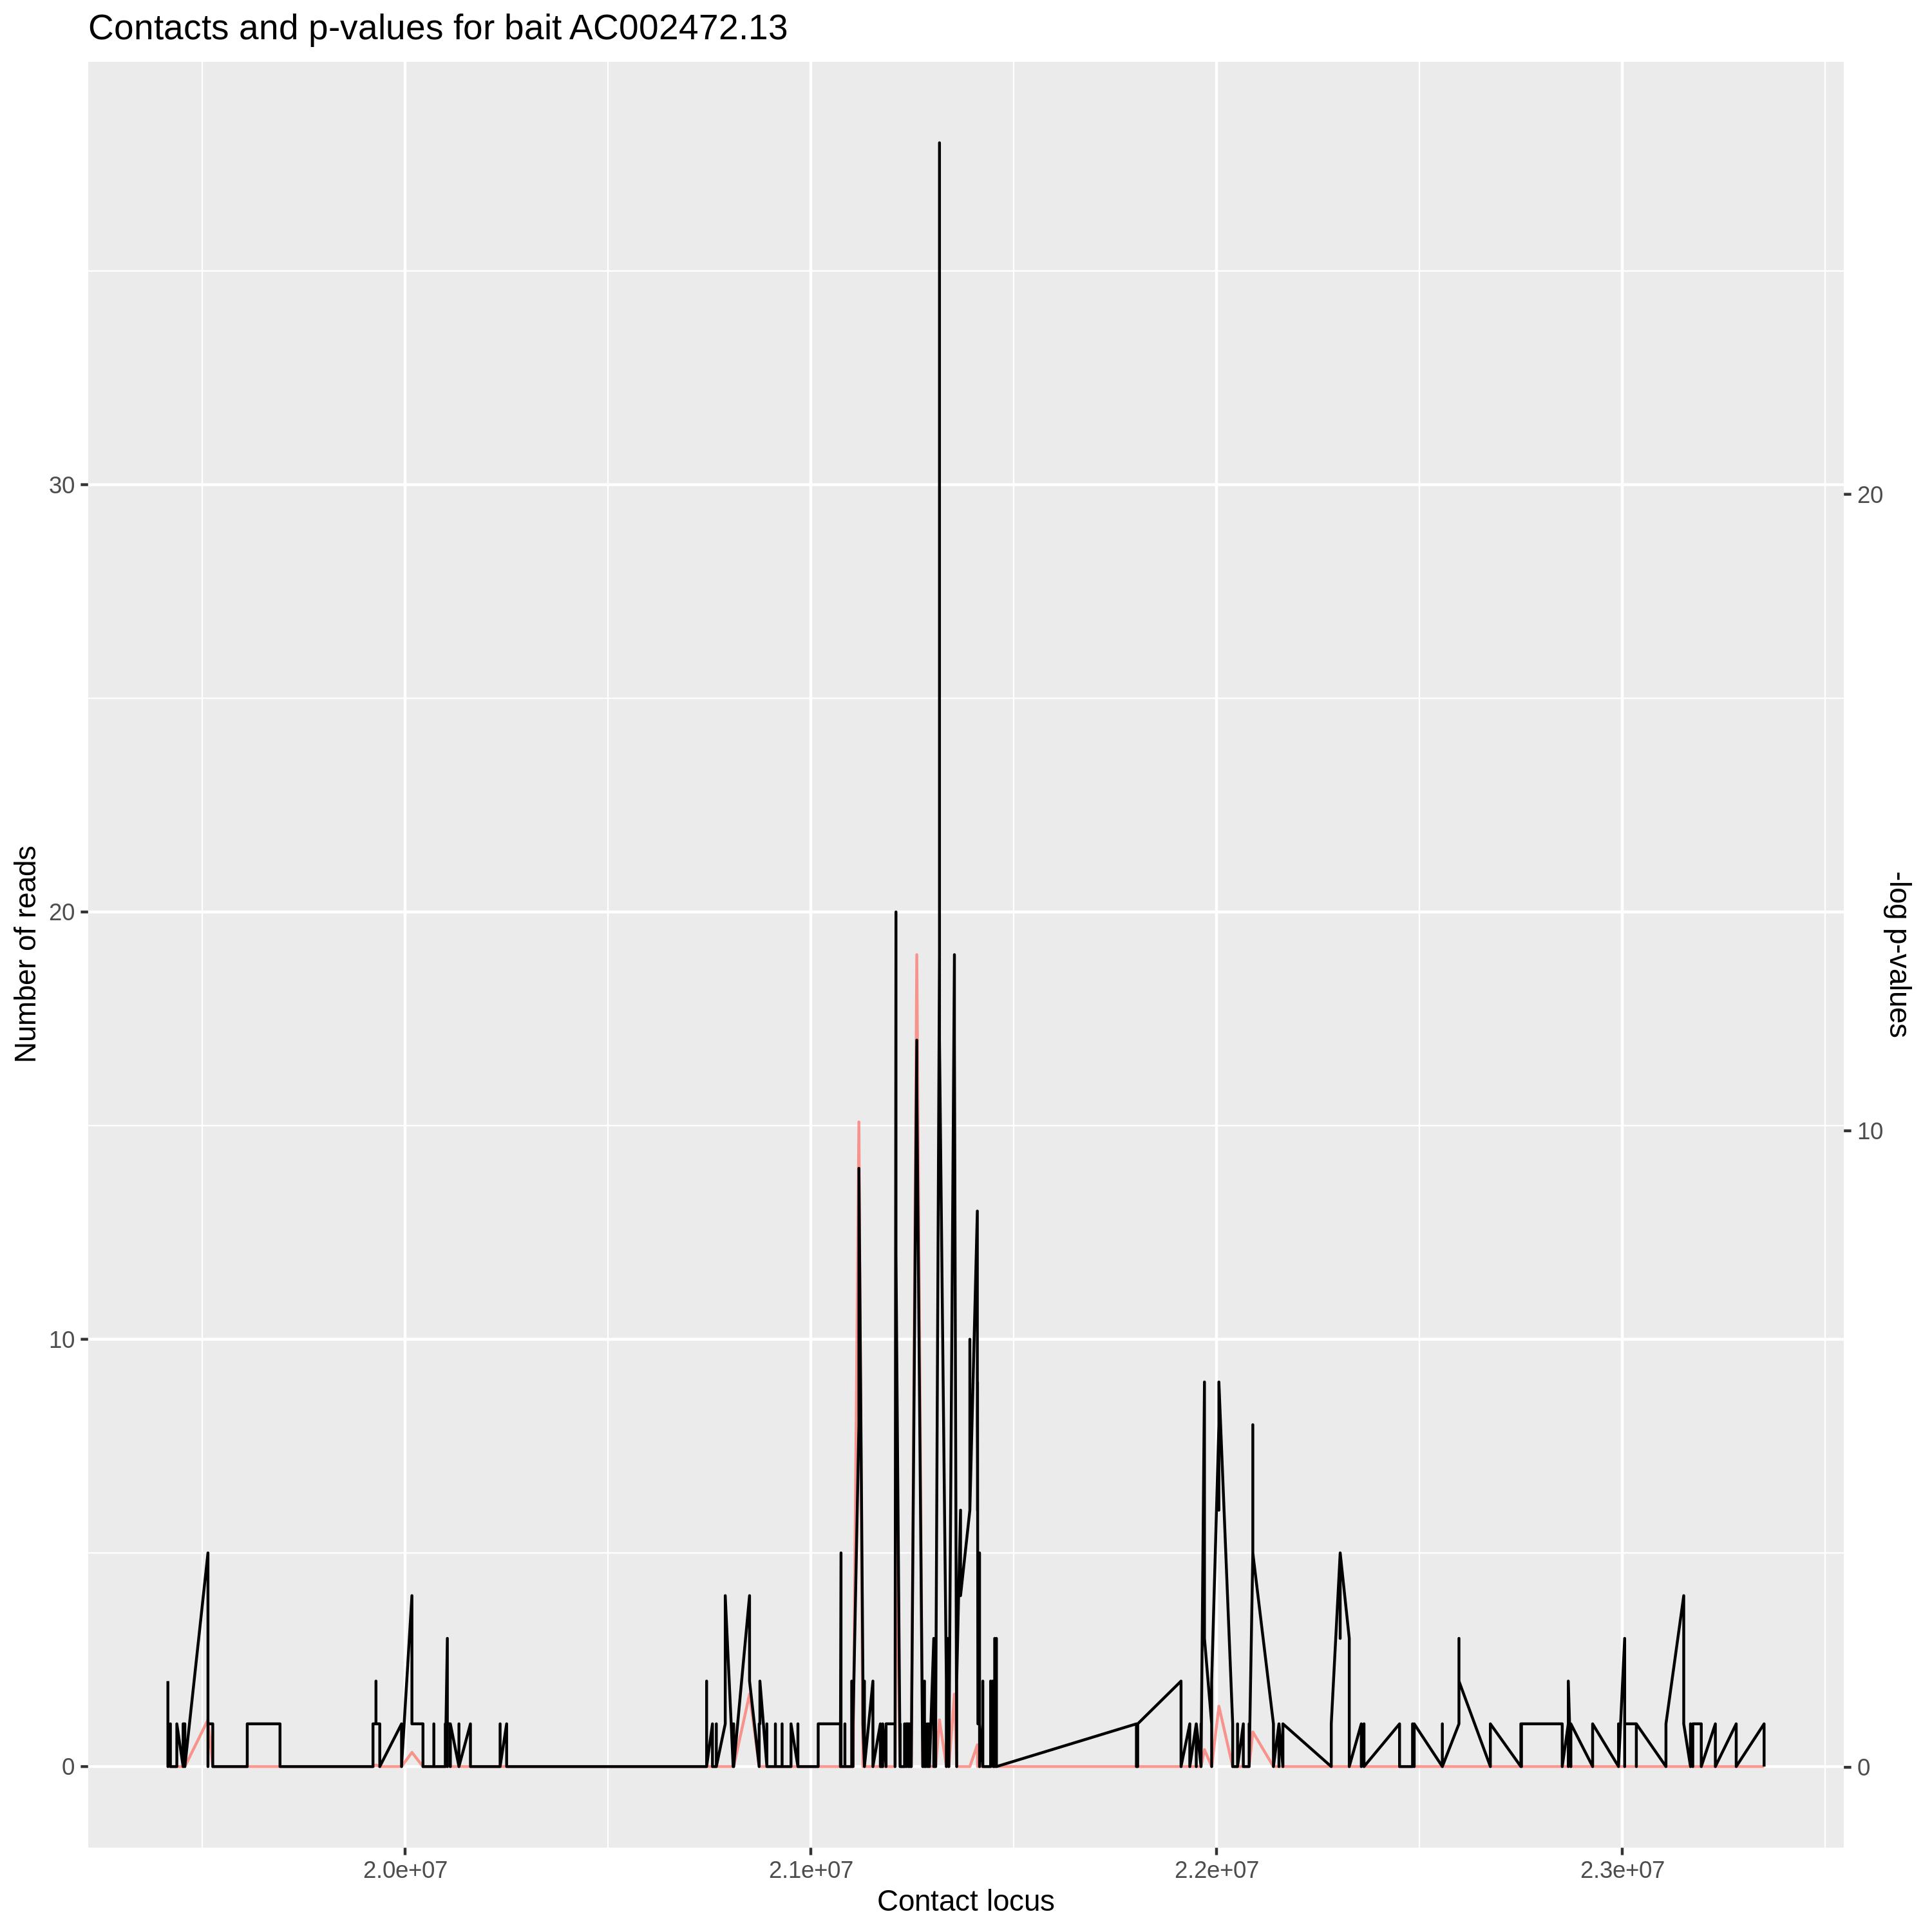 Contacts and p-values for bait AC002472.13
Number of reads
30
20
10
0
20
10
0
-log p-values
2.0e+07
2.1e+07
2.2e+07
2.3e+07
Contact locus